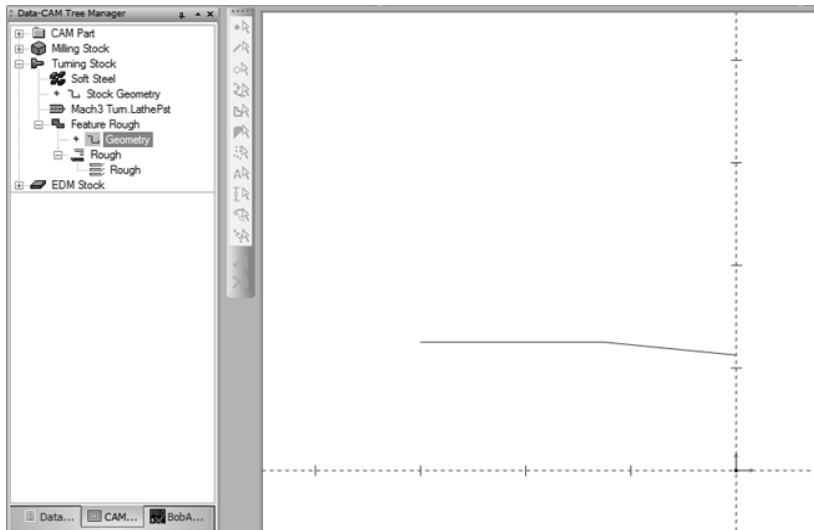 Data-CAM Tree Manager
CAM Part
Milling Stock
Turning Stock
Soft Steel
Stock Geometry
Mach3 Turn.LathePst
Feature Rough
Geometry
Rough
Rough
EDM Stock
Data... CAM... BobA...